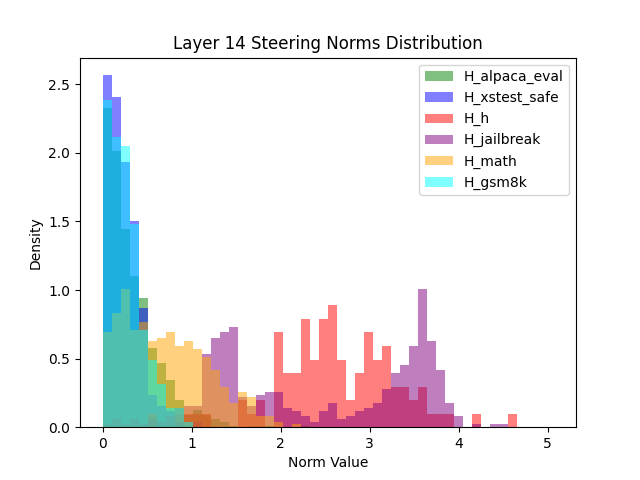 Layer 14 Steering Norms Distribution
H_alpaca_eval
H_xstest_safe
H_h
H_jailbreak
H_math
H_gsm8k
2.5
2.0
1.5
1.0
0.5
0.0
Density
0 1 2 3 4 5
Norm Value